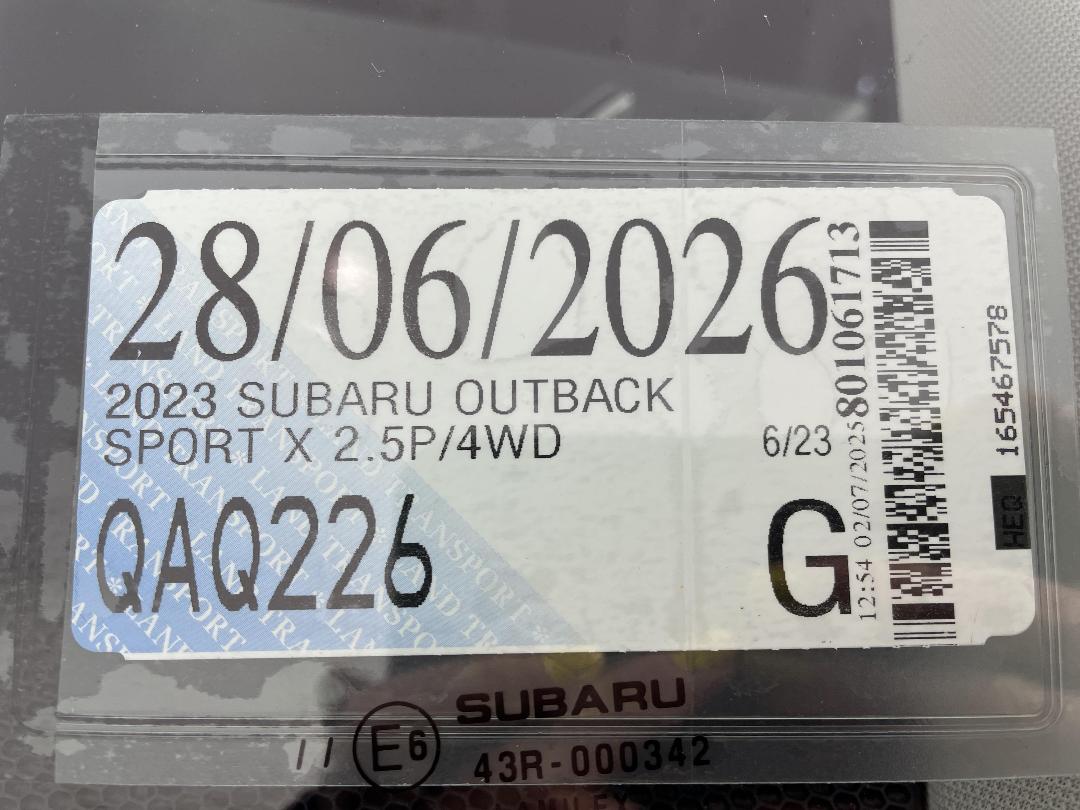 28/06/2026
2023 SUBARU OUTBACK
SPORT X 2.5P/4WD 6/23
QAQ226 G
12:54 02/07/2025 801061713
165467578
HEQ
SUBARU
11 E6 43R-000342